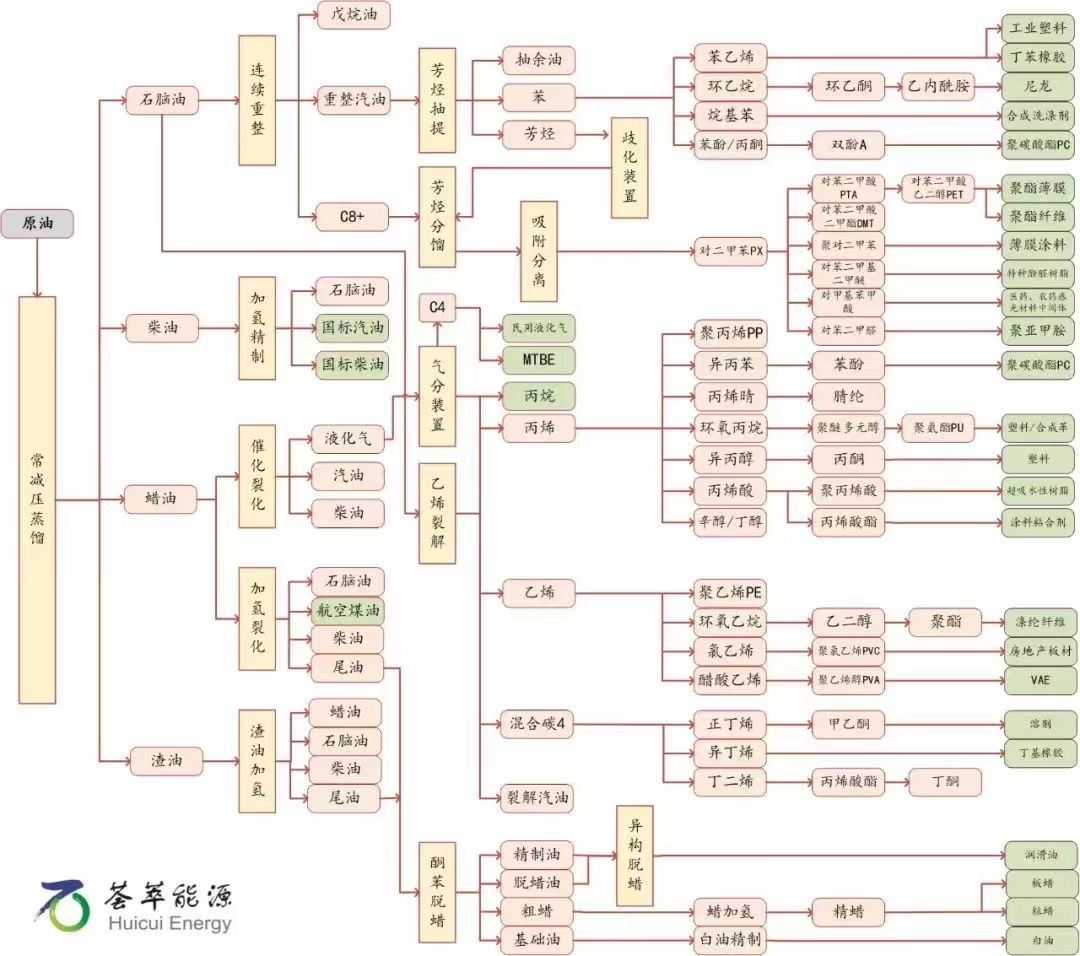 原油
常减压蒸馏
石脑油
柴油
蜡油
渣油
连续重整
加氢精制
催化裂化
加氢裂化
渣油加氢
戊烷油
重整汽油
C8+
石脑油
国标汽油
国标柴油
液化气
汽油
柴油
石脑油
航空煤油
柴油
尾油
蜡油
石脑油
柴油
尾油
芳烃抽提
芳烃分馏
C4
气分装置
乙烯裂解
酮苯脱蜡
抽余油
苯
芳烃
歧化装置
吸附分离
民用液化气
MTBE
丙烷
丙烯
乙烯
混合碳4
裂解汽油
精制油
脱蜡油
粗蜡
基础油
异构脱蜡
苯乙烯
工业塑料
丁苯橡胶
环乙烷
环乙酮
乙内酰胺
尼龙
烷基苯
合成洗涤剂
苯酚/丙酮
双酚A
聚碳酸酯PC
对二甲苯PX
对苯二甲酸
PTA
对苯二甲酸
乙二醇PET
聚酯薄膜
聚酯纤维
对苯二甲酸
二甲酯DMT
聚对二甲苯
薄膜涂料
对苯二甲基
二甲醚
特种酚醛树脂
对甲基苯甲
酸
医药、农药感
光材料中间体
对苯二甲醛
聚亚甲胺
聚丙烯PP
异丙苯
苯酚
聚碳酸酯PC
丙烯晴
腈纶
环氧丙烷
聚醚多元醇
聚氨酯PU
塑料/合成革
异丙醇
丙酮
塑料
丙烯酸
聚丙烯酸
超吸水性树脂
辛醇/丁醇
丙烯酸酯
涂料粘合剂
聚乙烯PE
环氧乙烷
乙二醇
聚酯
涤纶纤维
氯乙烯
聚氯乙烯PVC
房地产板材
醋酸乙烯
聚乙烯醇PVA
VAE
正丁烯
甲乙酮
溶剂
异丁烯
丁基橡胶
丁二烯
丙烯酸酯
丁酮
润滑油
蜡加氢
精蜡
板蜡
粒蜡
白油精制
白油
荟萃能源
Huicui Energy